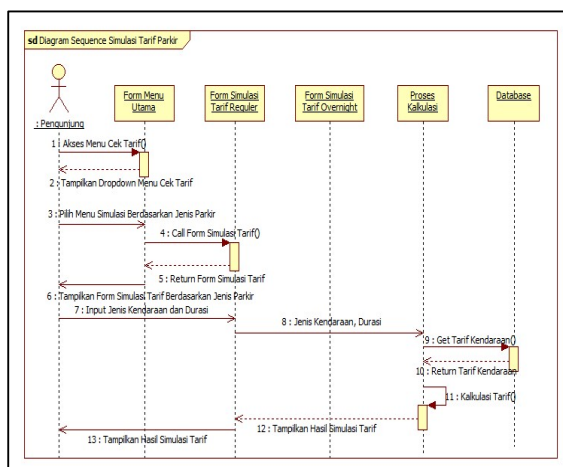 sd Diagram Sequence Simulasi Tarif Parkir
: Pengunjung
Form Menu
Utama
Form Simulasi
Tarif Reguler
Form Simulasi
Tarif Overnight
Proses
Kalkulasi
Database
1 : Akses Menu Cek Tarif()
2 : Tampilkan Dropdown Menu Cek Tarif
3 : Pilih Menu Simulasi Berdasarkan Jenis Parkir
4 : Call Form Simulasi Tarif()
5 : Return Form Simulasi Tarif
6 : Tampilkan Form Simulasi Tarif Berdasarkan Jenis Parkir
7 : Input Jenis Kendaraan dan Durasi
8 : Jenis Kendaraan, Durasi
9 : Get Tarif Kendaraan()
10 : Return Tarif Kendaraan
11 : Kalkulasi Tarif()
12 : Tampilkan Hasil Simulasi Tarif
13 : Tampilkan Hasil Simulasi Tarif